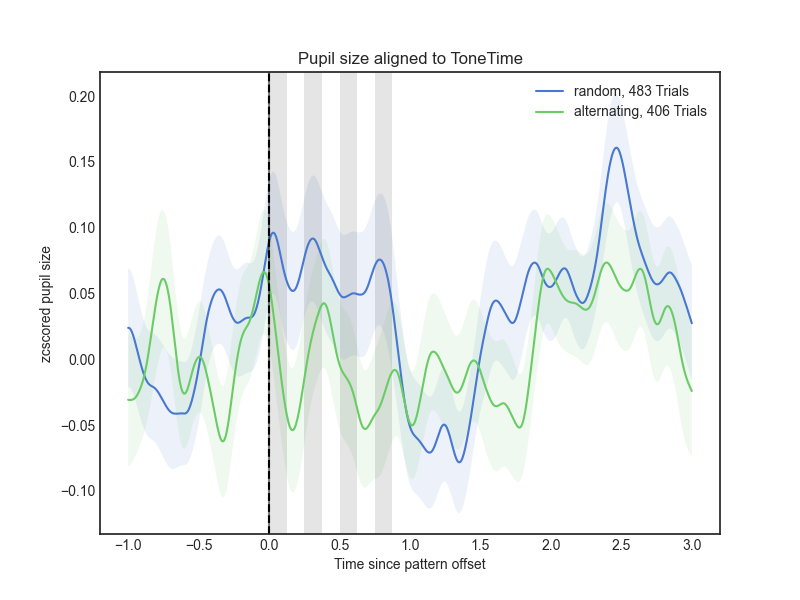 Pupil size aligned to ToneTime
random, 483 Trials
alternating, 406 Trials
zcscored pupil size
0.20
0.15
0.10
0.05
0.00
−0.05
−0.10
−1.0 −0.5 0.0 0.5 1.0 1.5 2.0 2.5 3.0
Time since pattern offset